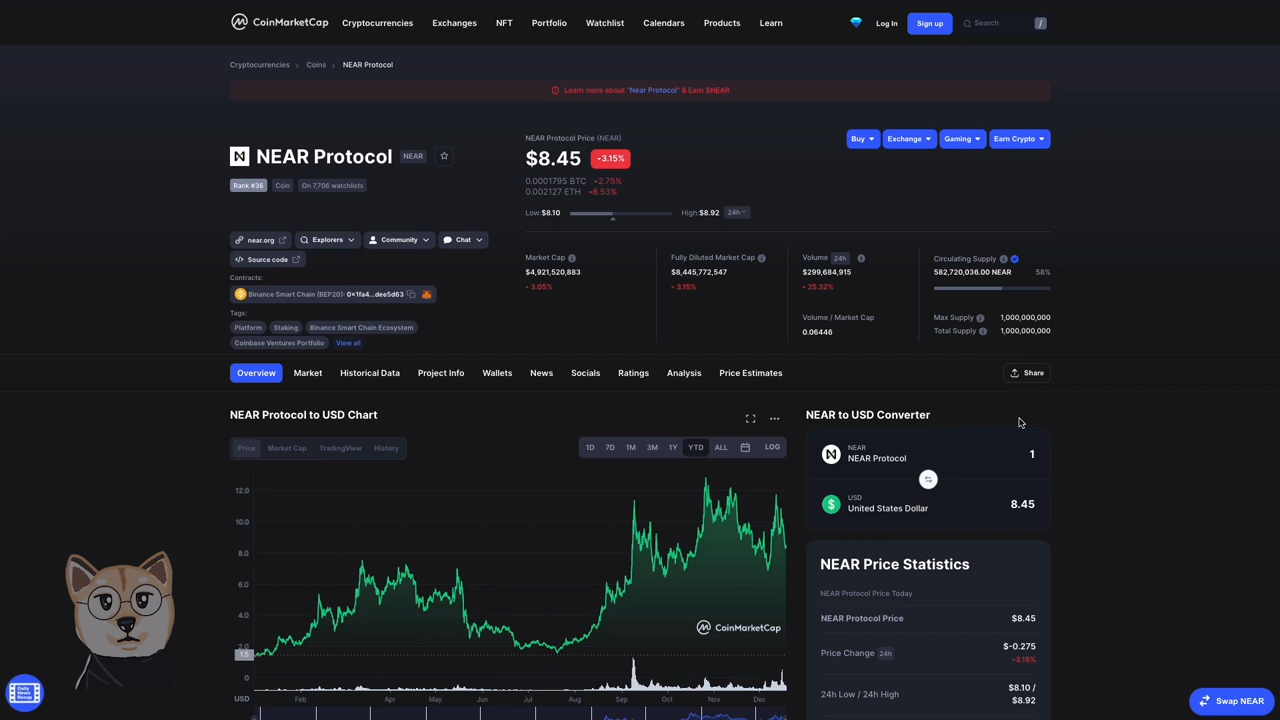 CoinMarketCap Cryptocurrencies Exchanges NFT Portfolio Watchlist Calendars Products Learn Log In Sign up Search /
Cryptocurrencies Coins NEAR Protocol
Learn more about "Near Protocol" & Earn $NEAR
NEAR Protocol NEAR
Rank #36 Coin On 7,706 watchlists
near.org Explorers Community Chat
Source code
Contracts:
Binance Smart Chain (BEP20): 0x1fa4...dee5d63
Tags:
Platform Staking Binance Smart Chain Ecosystem
Coinbase Ventures Portfolio View all
NEAR Protocol Price (NEAR)
$8.45 -3.15%
0.0001795 BTC +2.75%
0.002127 ETH +6.53%
Low:$8.10 High:$8.92 24h
Buy Exchange Gaming Earn Crypto
Market Cap
$4,921,520,883
3.05%
Fully Diluted Market Cap
$8,445,772,547
3.15%
Volume 24h
$299,684,915
25.32%
Volume / Market Cap
0.06446
Circulating Supply
582,720,036.00 NEAR 58%
Max Supply 1,000,000,000
Total Supply 1,000,000,000
Overview Market Historical Data Project Info Wallets News Socials Ratings Analysis Price Estimates Share
NEAR Protocol to USD Chart
Price Market Cap TradingView History
1D 7D 1M 3M 1Y YTD ALL LOG
12.0
10.0
8.0
6.0
4.0
2.0
1.5
0
CoinMarketCap
USD Feb Apr May Jun Jul Aug Sep Oct Nov Dec
NEAR to USD Converter
NEAR
NEAR Protocol 1
USD
United States Dollar 8.45
NEAR Price Statistics
NEAR Protocol Price Today
NEAR Protocol Price $8.45
Price Change 24h $-0.275
-3.15%
24h Low / 24h High $8.10 /
$8.92
Daily
News
Recap
Swap NEAR